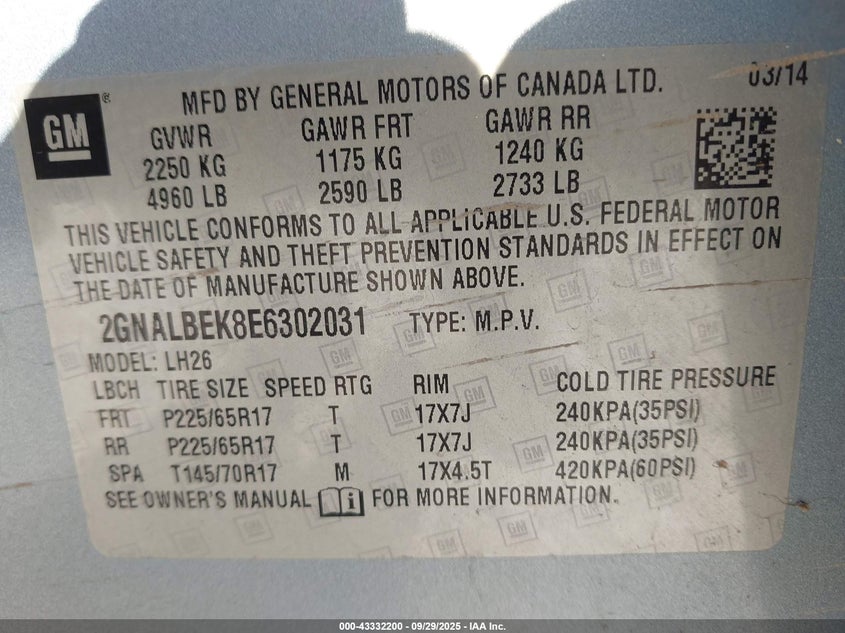 MFD BY GENERAL MOTORS OF CANADA LTD. 03/14
GM®
GVWR GAWR FRT GAWR RR
2250 KG 1175 KG 1240 KG
4960 LB 2590 LB 2733 LB
THIS VEHICLE CONFORMS TO ALL APPLICABLE U.S. FEDERAL MOTOR
VEHICLE SAFETY AND THEFT PREVENTION STANDARDS IN EFFECT ON
THE DATE OF MANUFACTURE SHOWN ABOVE.
2GNALBEK8E6302031 TYPE: M.P.V.
MODEL: LH26
LBCH TIRE SIZE SPEED RTG RIM COLD TIRE PRESSURE
FRT P225/65R17 T 17X7J 240KPA(35PSI)
RR P225/65R17 T 17X7J 240KPA(35PSI)
SPA T145/70R17 M 17X4.5T 420KPA(60PSI)
SEE OWNER'S MANUAL i FOR MORE INFORMATION.
000-43332200 - 09/29/2025 - IAA Inc.